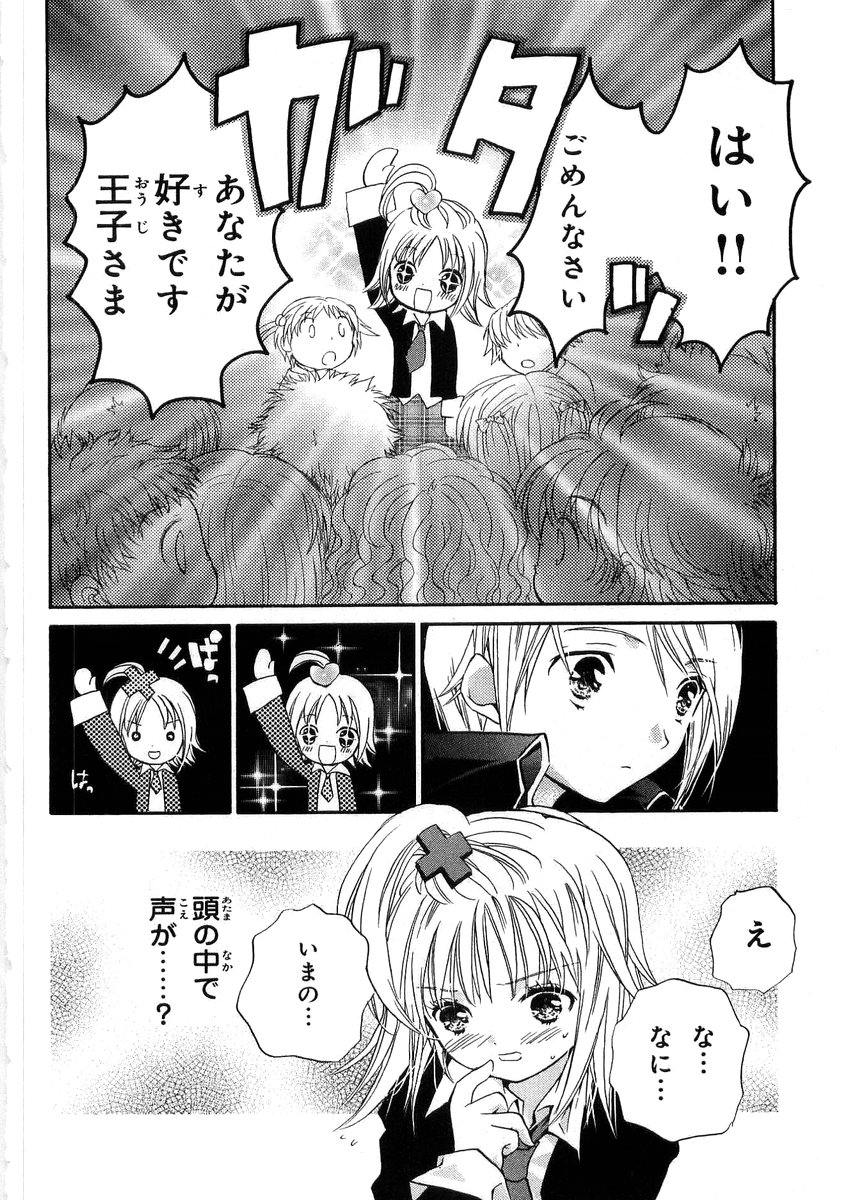 はい!!
ごめんなさい
ガタッ
あなたが
好きです
王子さま
ぱっ
はっ
え
な…
なに…
いまの…
頭の中で
声が……?